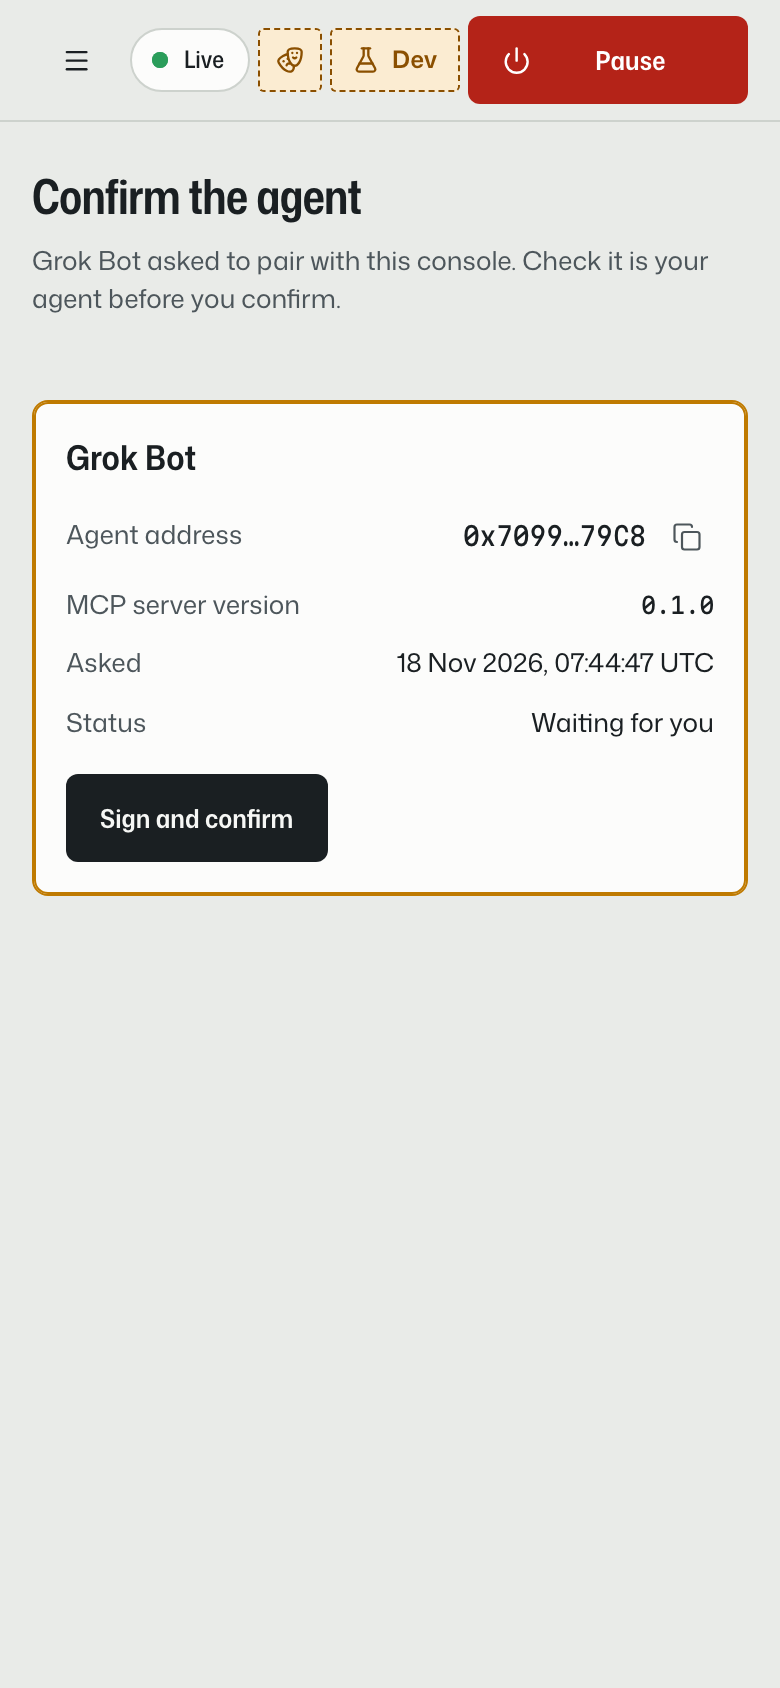 Live
Dev
Pause
Confirm the agent
Grok Bot asked to pair with this console. Check it is your
agent before you confirm.
Grok Bot
Agent address 0x7099…79C8
MCP server version 0.1.0
Asked 18 Nov 2026, 07:44:47 UTC
Status Waiting for you
Sign and confirm